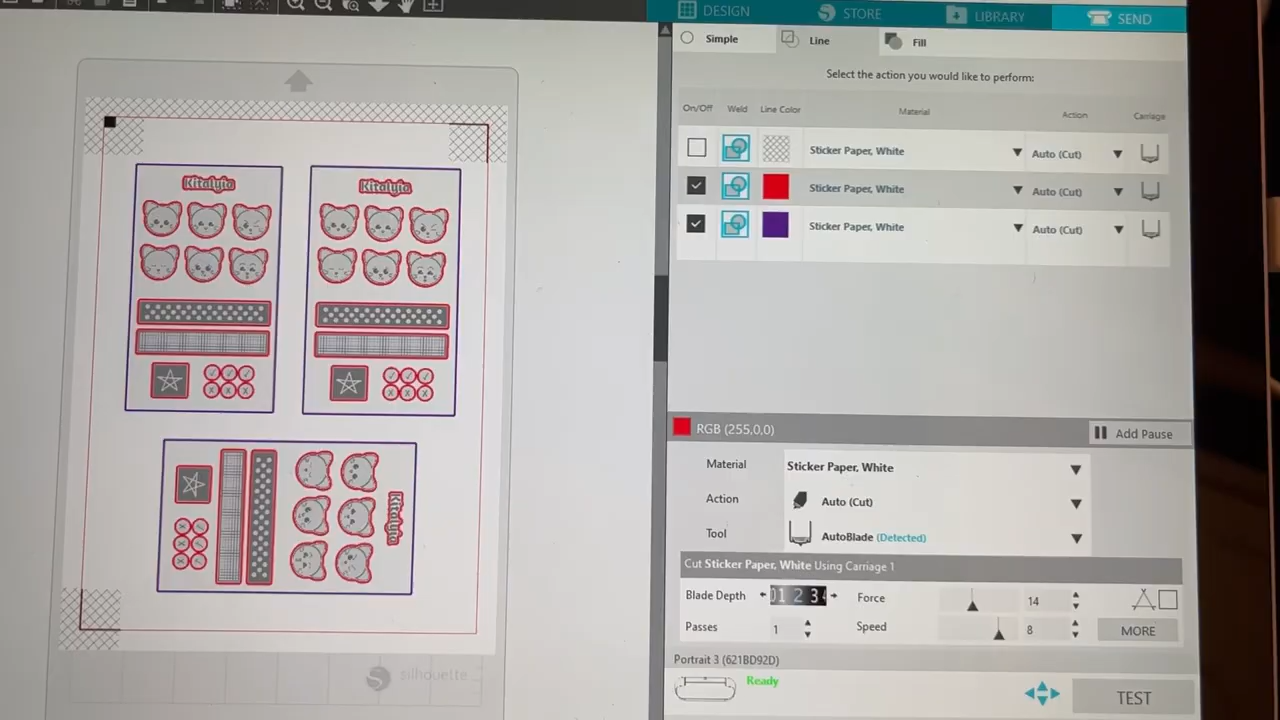 DESIGN
STORE
LIBRARY
SEND
Simple
Line
Fill
Select the action you would like to perform:
On/Off Weld Line Color Material Action Carriage
Sticker Paper, White Auto (Cut)
Sticker Paper, White Auto (Cut)
Sticker Paper, White Auto (Cut)
RGB (255,0,0)
Add Pause
Material Sticker Paper, White
Action Auto (Cut)
Tool AutoBlade (Detected)
Cut Sticker Paper, White Using Carriage 1
Blade Depth 1 2 3 Force 14
Passes 1 Speed 8 MORE
Portrait 3 (621BD92D)
Ready
TEST
silhouette